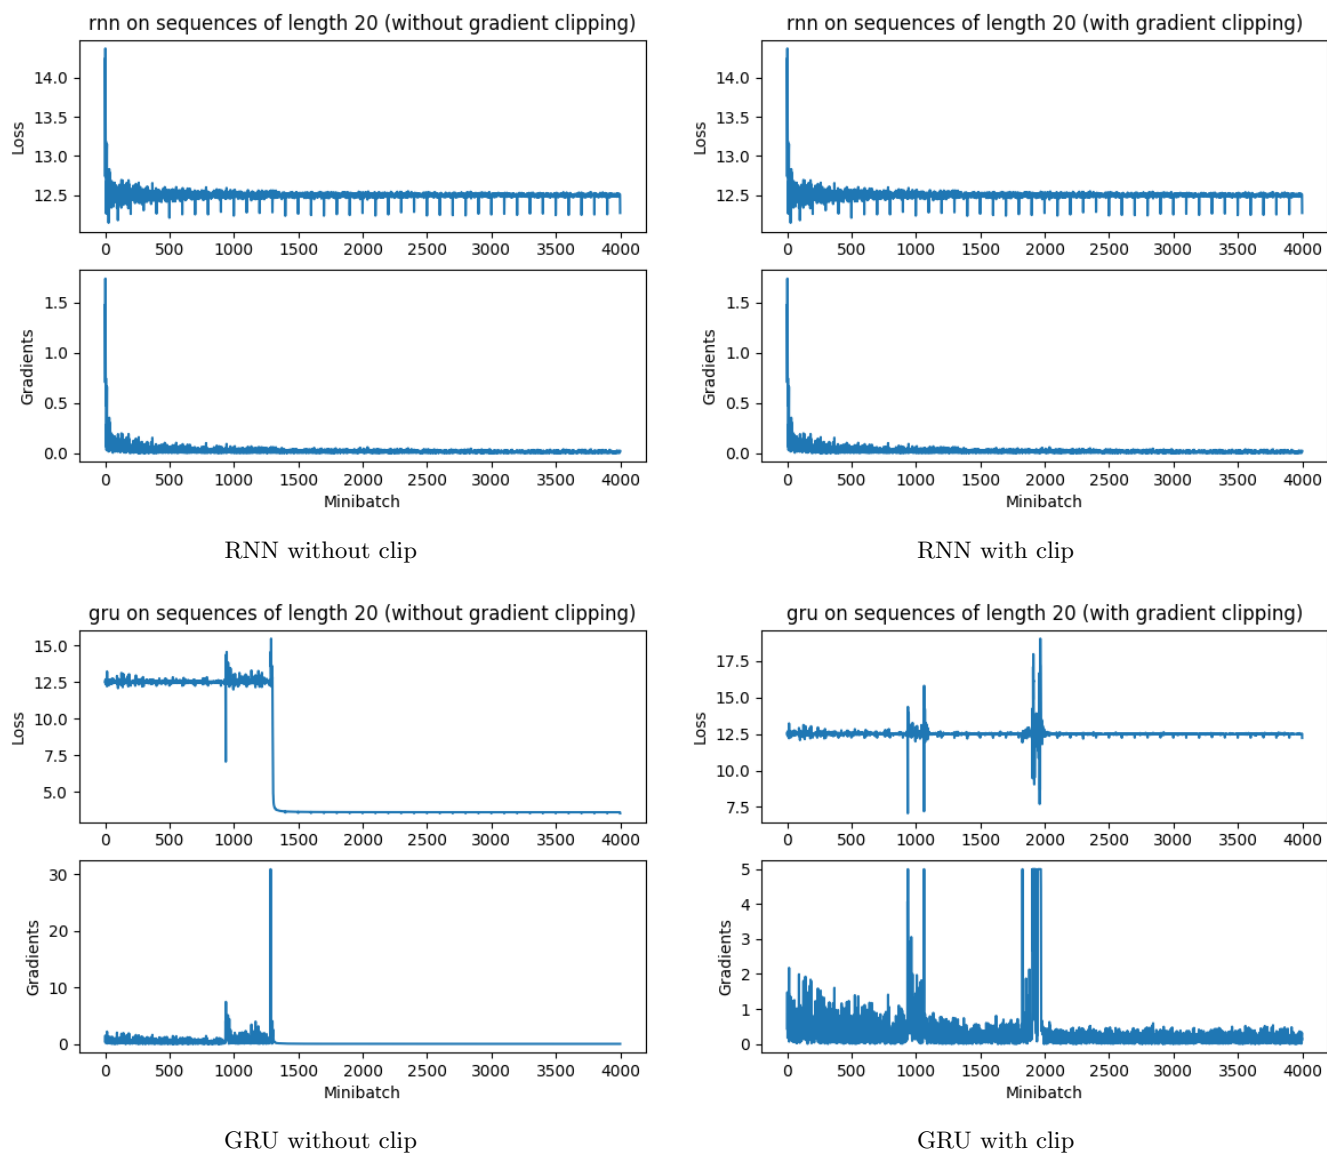 rnn on sequences of length 20 (without gradient clipping)
Loss
14.0
13.5
13.0
12.5
0 500 1000 1500 2000 2500 3000 3500 4000
Gradients
1.5
1.0
0.5
0.0
0 500 1000 1500 2000 2500 3000 3500 4000
Minibatch
RNN without clip
rnn on sequences of length 20 (with gradient clipping)
Loss
14.0
13.5
13.0
12.5
0 500 1000 1500 2000 2500 3000 3500 4000
Gradients
1.5
1.0
0.5
0.0
0 500 1000 1500 2000 2500 3000 3500 4000
Minibatch
RNN with clip
gru on sequences of length 20 (without gradient clipping)
Loss
15.0
12.5
10.0
7.5
5.0
0 500 1000 1500 2000 2500 3000 3500 4000
Gradients
30
20
10
0
0 500 1000 1500 2000 2500 3000 3500 4000
Minibatch
GRU without clip
gru on sequences of length 20 (with gradient clipping)
Loss
17.5
15.0
12.5
10.0
7.5
0 500 1000 1500 2000 2500 3000 3500 4000
Gradients
5
4
3
2
1
0
0 500 1000 1500 2000 2500 3000 3500 4000
Minibatch
GRU with clip